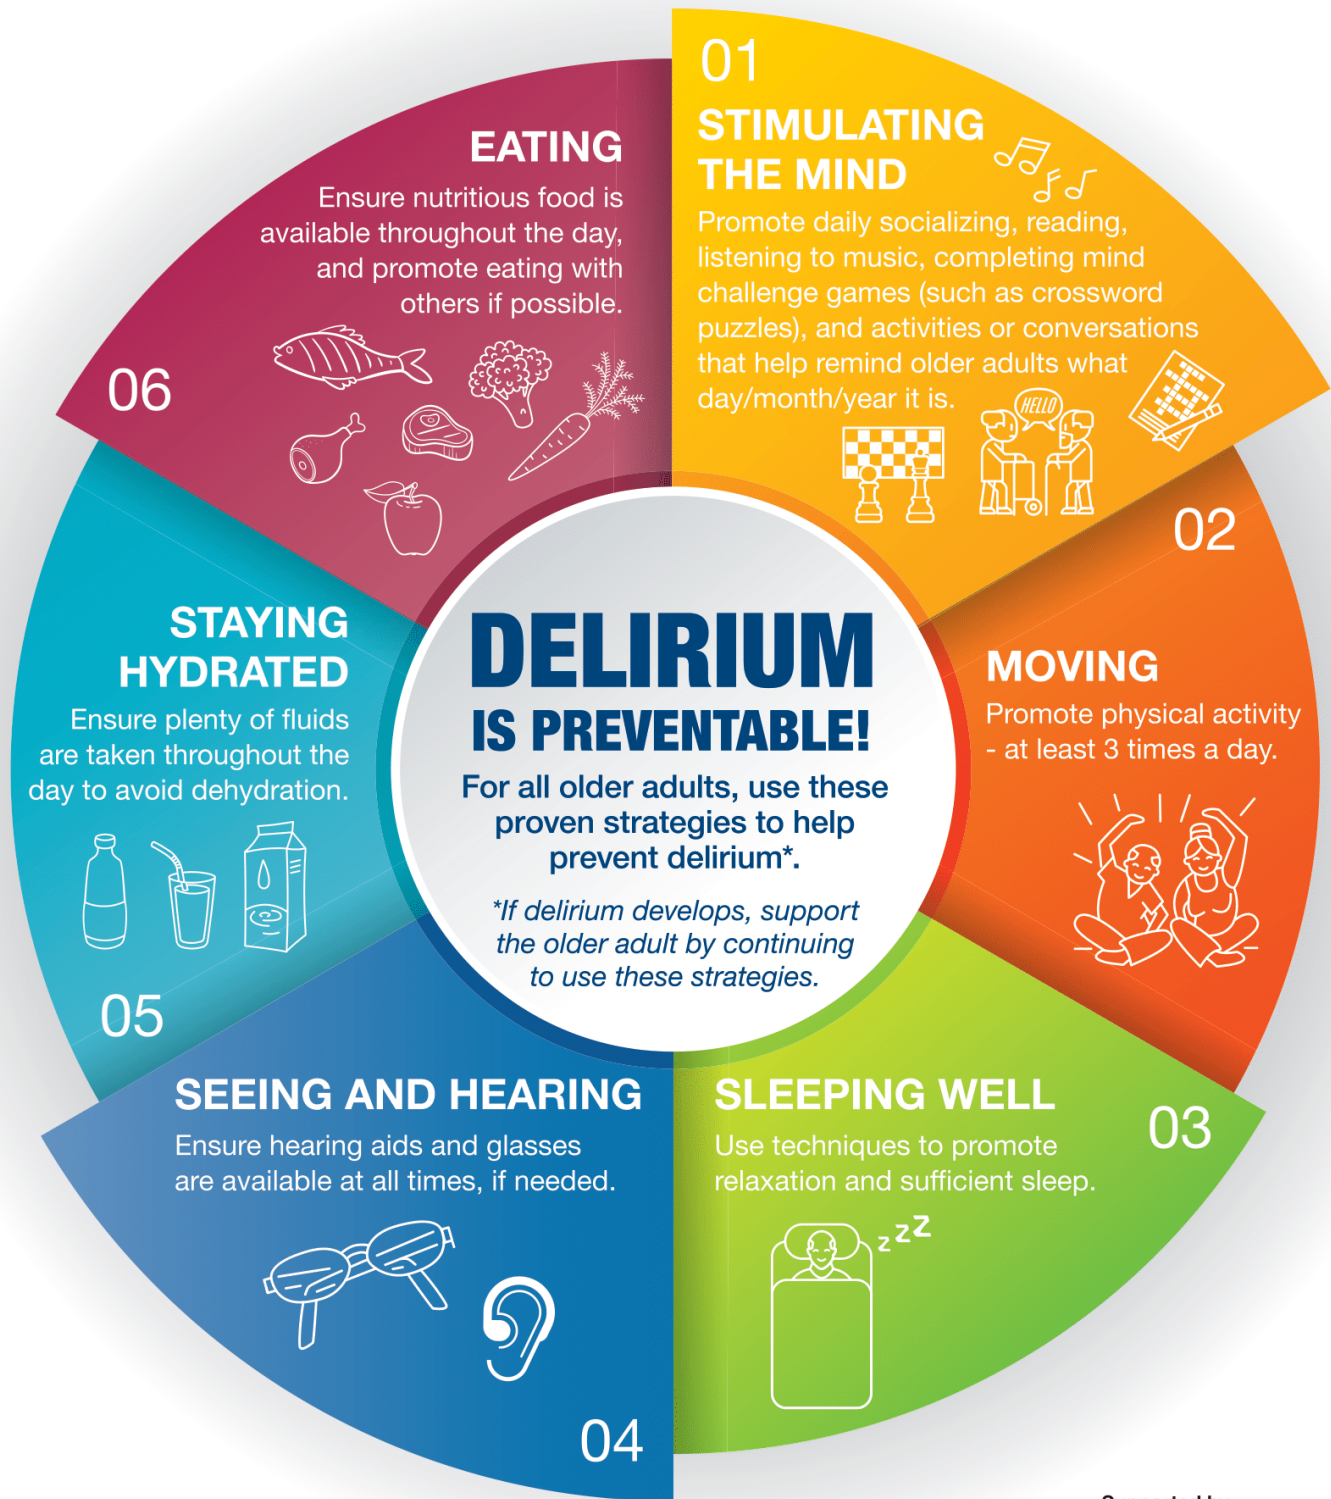 DELIRIUM
IS PREVENTABLE!
For all older adults, use these
proven strategies to help
prevent delirium*.
*If delirium develops, support
the older adult by continuing
to use these strategies.
01
STIMULATING
THE MIND
Promote daily socializing, reading,
listening to music, completing mind
challenge games (such as crossword
puzzles), and activities or conversations
that help remind older adults what
day/month/year it is.
HELLO
02
MOVING
Promote physical activity
- at least 3 times a day.
03
SLEEPING WELL
Use techniques to promote
relaxation and sufficient sleep.
z z Z
04
SEEING AND HEARING
Ensure hearing aids and glasses
are available at all times, if needed.
05
STAYING
HYDRATED
Ensure plenty of fluids
are taken throughout the
day to avoid dehydration.
06
EATING
Ensure nutritious food is
available throughout the day,
and promote eating with
others if possible.